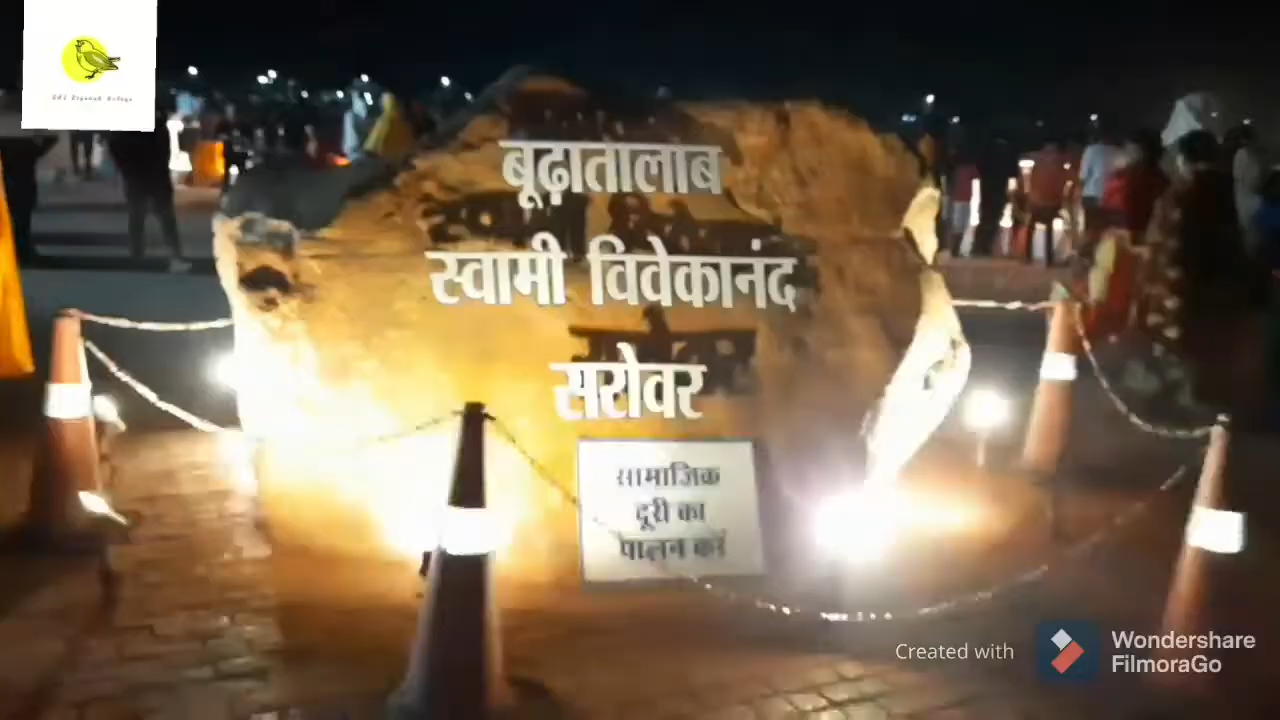 बूढ़ातालाब
स्वामी विवेकानंद
सरोवर
सामाजिक
दूरी का
पालन करें
Created with
Wondershare
FilmoraGo